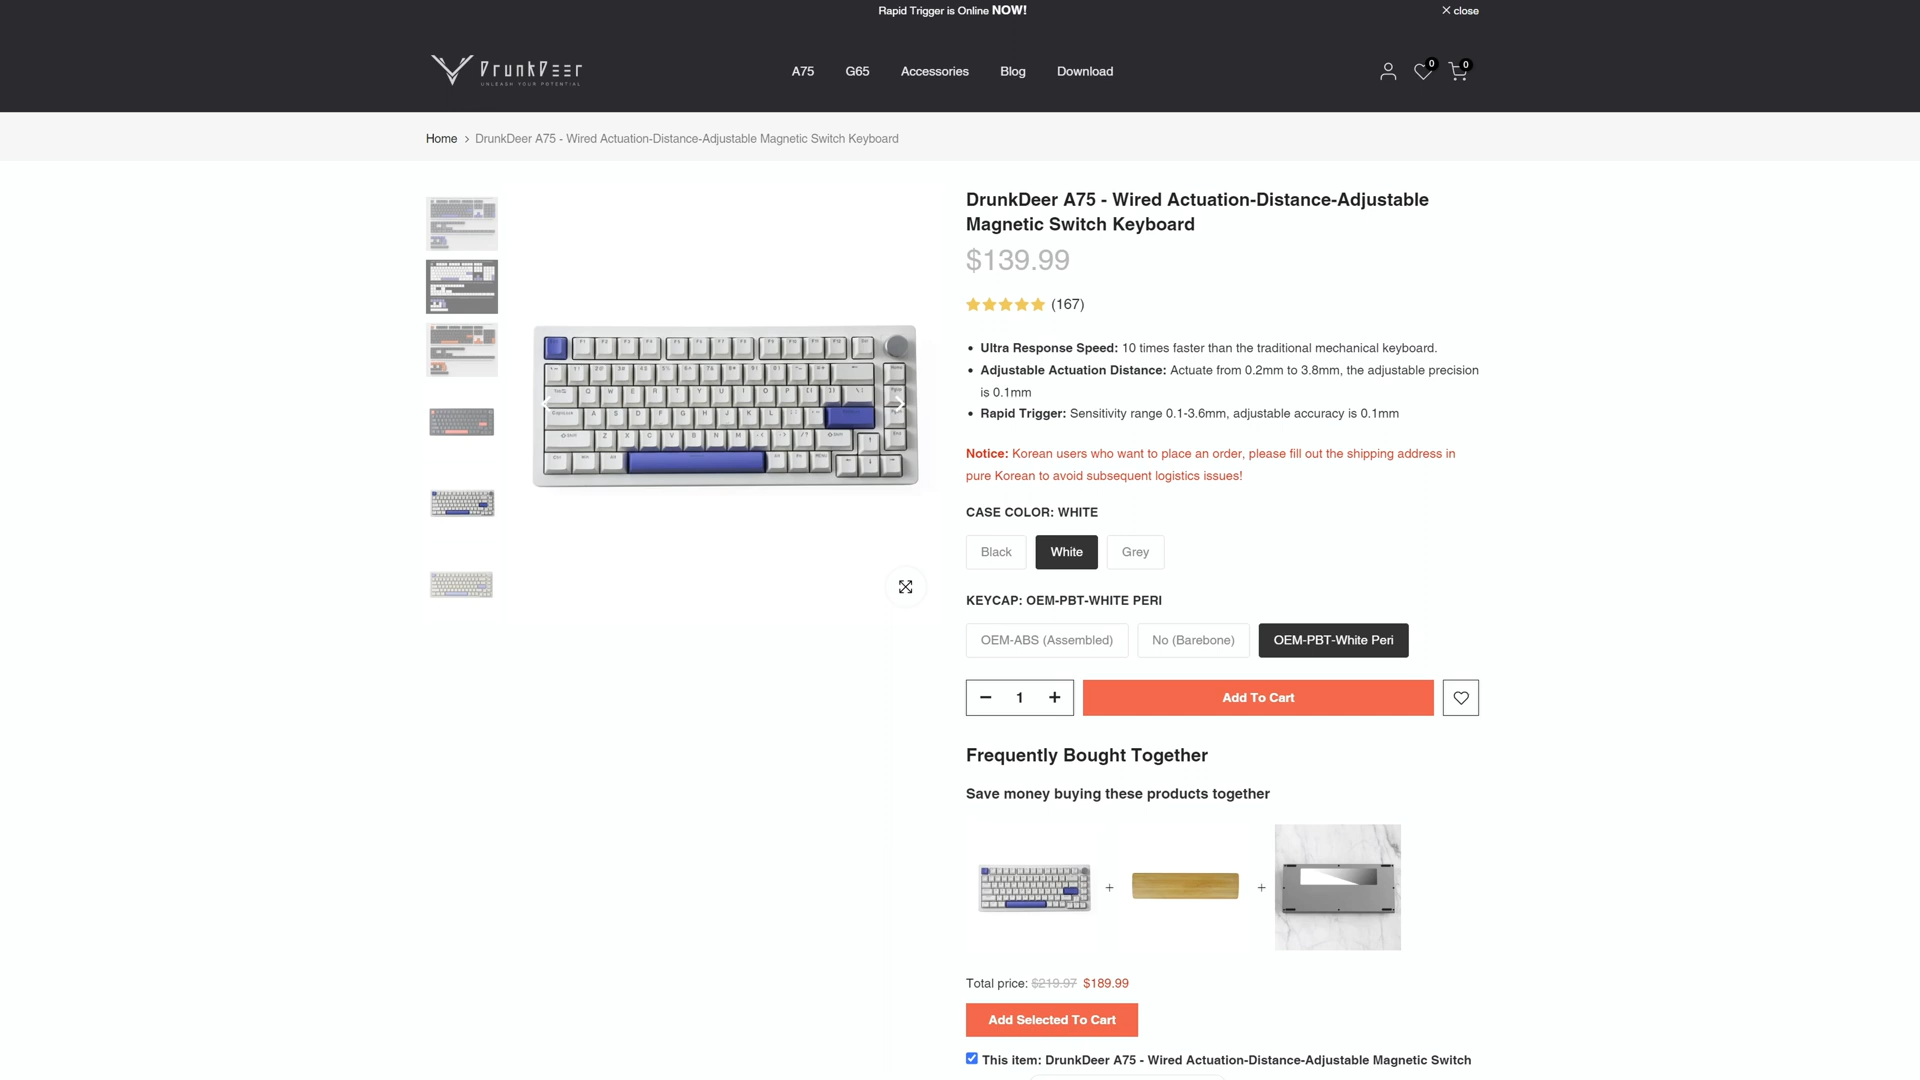 Rapid Trigger is Online NOW!
close
DrunkDeer
UNLEASH YOUR POTENTIAL
A75
G65
Accessories
Blog
Download
0
0
Home > DrunkDeer A75 - Wired Actuation-Distance-Adjustable Magnetic Switch Keyboard
DrunkDeer A75 - Wired Actuation-Distance-Adjustable
Magnetic Switch Keyboard
$139.99
(167)
Ultra Response Speed: 10 times faster than the traditional mechanical keyboard.
Adjustable Actuation Distance: Actuate from 0.2mm to 3.8mm, the adjustable precision
is 0.1mm
Rapid Trigger: Sensitivity range 0.1-3.6mm, adjustable accuracy is 0.1mm
Notice: Korean users who want to place an order, please fill out the shipping address in
pure Korean to avoid subsequent logistics issues!
CASE COLOR: WHITE
Black
White
Grey
KEYCAP: OEM-PBT-WHITE PERI
OEM-ABS (Assembled)
No (Barebone)
OEM-PBT-White Peri
1
Add To Cart
Frequently Bought Together
Save money buying these products together
+
+
Total price: $219.97 $189.99
Add Selected To Cart
This item: DrunkDeer A75 - Wired Actuation-Distance-Adjustable Magnetic Switch